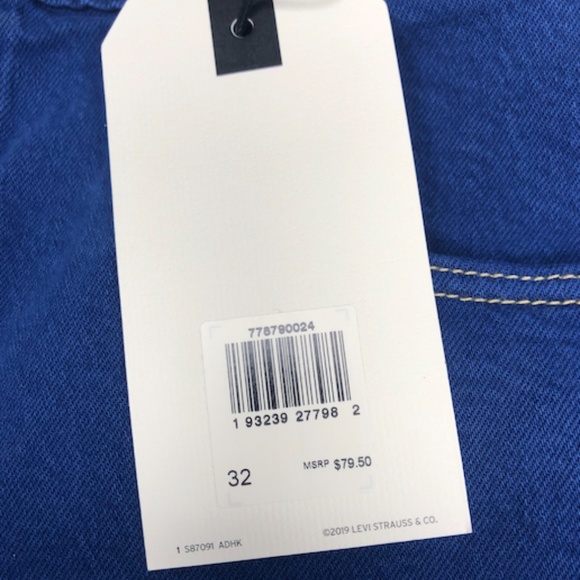 778790024
1 93239 27798 2
32 MSRP $79.50
©2019 LEVI STRAUSS & CO.
1 S87091 ADHK